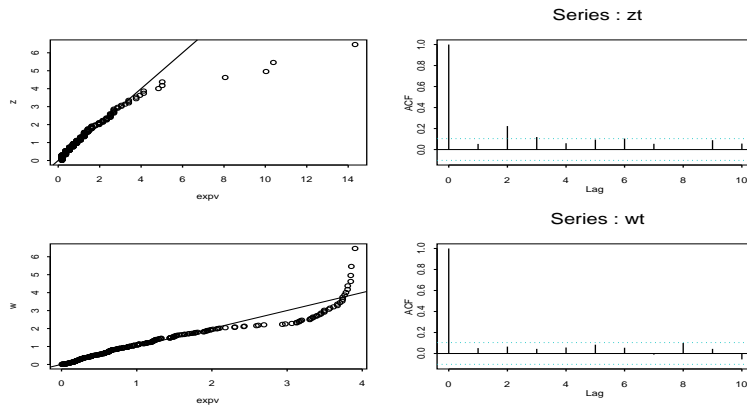 z
0 1 2 3 4 5 6
0 2 4 6 8 10 12 14
expv
Series : zt
ACF
0.0 0.2 0.4 0.6 0.8 1.0
0 2 4 6 8 10
Lag
w
0 1 2 3 4 5 6
0 1 2 3 4
expv
Series : wt
ACF
0.0 0.2 0.4 0.6 0.8 1.0
0 2 4 6 8 10
Lag